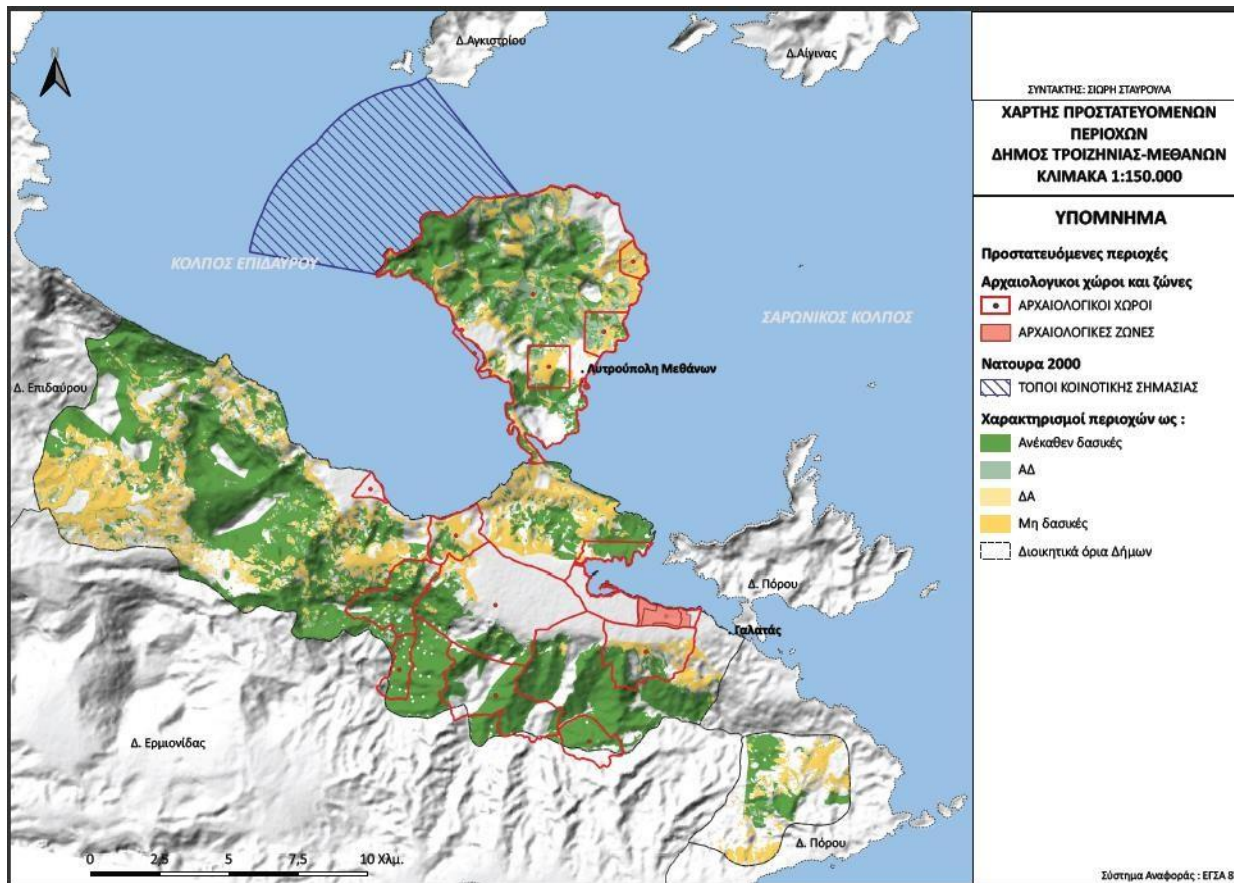 N
Δ.Αγκιστρίου
Δ.Αίγινας
ΚΟΛΠΟΣ ΕΠΙΔΑΥΡΟΥ
ΣΑΡΩΝΙΚΟΣ ΚΟΛΠΟΣ
Δ. Επιδαύρου
Λυτρούπολη Μεθάνων
Δ. Πόρου
Γαλατάς
Δ. Ερμιονίδας
Δ. Πόρου
0 2,5 5 7,5 10 Χλμ.
ΣΥΝΤΑΚΤΗΣ: ΣΙΩΡΗ ΣΤΑΥΡΟΥΛΑ
ΧΑΡΤΗΣ ΠΡΟΣΤΑΤΕΥΟΜΕΝΩΝ
ΠΕΡΙΟΧΩΝ
ΔΗΜΟΣ ΤΡΟΙΖΗΝΙΑΣ-ΜΕΘΑΝΩΝ
ΚΛΙΜΑΚΑ 1:150.000
ΥΠΟΜΝΗΜΑ
Προστατευόμενες περιοχές
Αρχαιολογικοι χώροι και ζώνες
ΑΡΧΑΙΟΛΟΓΙΚΟΙ ΧΩΡΟΙ
ΑΡΧΑΙΟΛΟΓΙΚΕΣ ΖΩΝΕΣ
Νατουρα 2000
ΤΟΠΟΙ ΚΟΙΝΟΤΙΚΗΣ ΣΗΜΑΣΙΑΣ
Χαρακτηρισμοί περιοχών ως :
Ανέκαθεν δασικές
ΑΔ
ΔΑ
Μη δασικές
Διοικητικά όρια Δήμων
Σύστημα Αναφοράς : ΕΓΣΑ 8